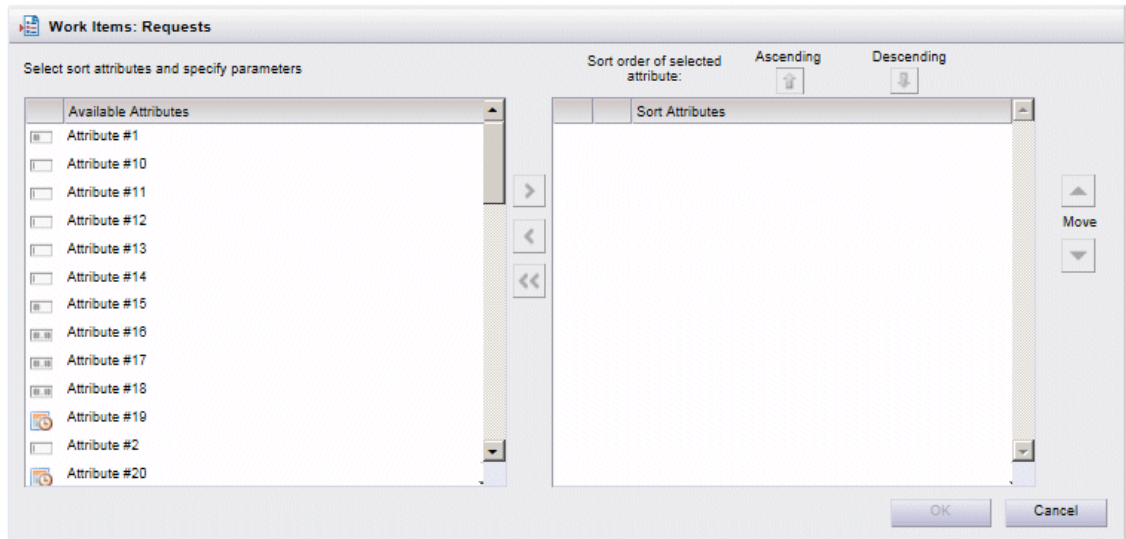 Work Items: Requests
Select sort attributes and specify parameters
Sort order of selected
attribute:
Ascending
Descending
Available Attributes
Attribute #1
Attribute #10
Attribute #11
Attribute #12
Attribute #13
Attribute #14
Attribute #15
Attribute #16
Attribute #17
Attribute #18
Attribute #19
Attribute #2
Attribute #20
Sort Attributes
Move
OK
Cancel